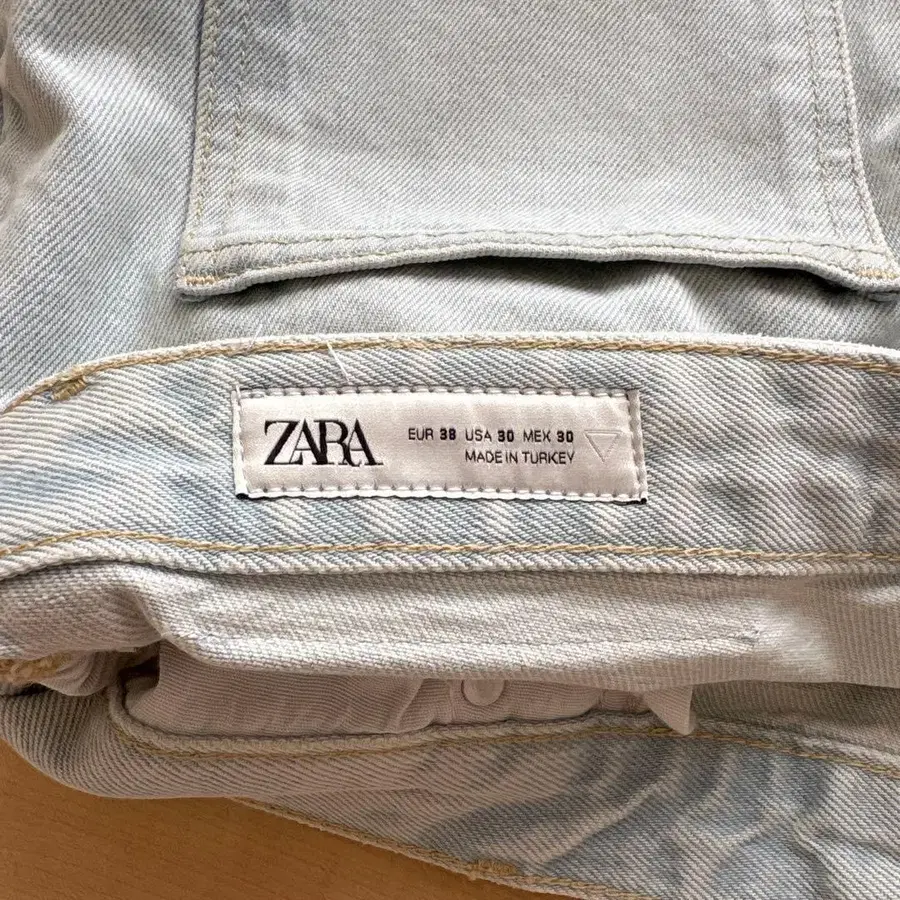 ZARA
EUR 38 USA 30 MEX 30
MADE IN TURKEY